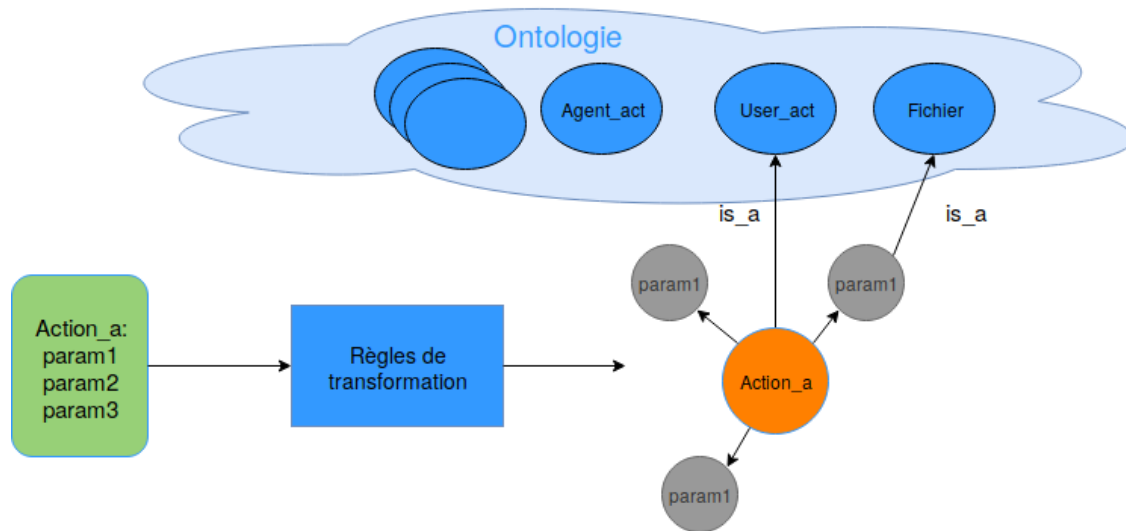 Ontologie
Agent_act
User_act
Fichier
is_a
is_a
param1
param1
Action_a:
param1
param2
param3
Règles de
transformation
Action_a
param1